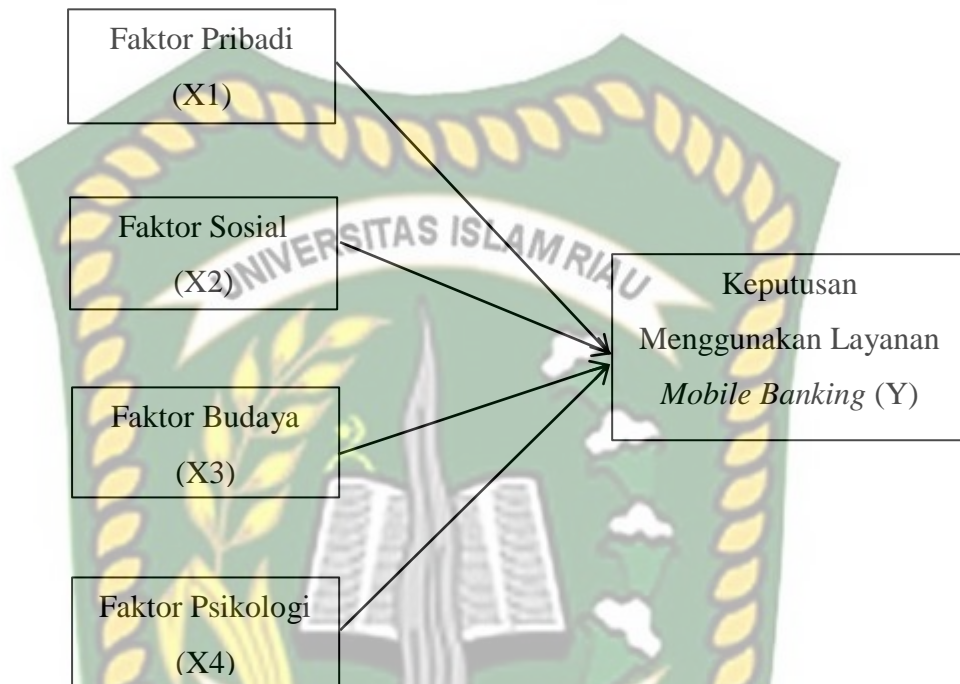 Faktor Pribadi
(X1)
Faktor Sosial
(X2)
UNIVERSITAS ISLAM RIAU
Keputusan
Menggunakan Layanan
Mobile Banking (Y)
Faktor Budaya
(X3)
Faktor Psikologi
(X4)